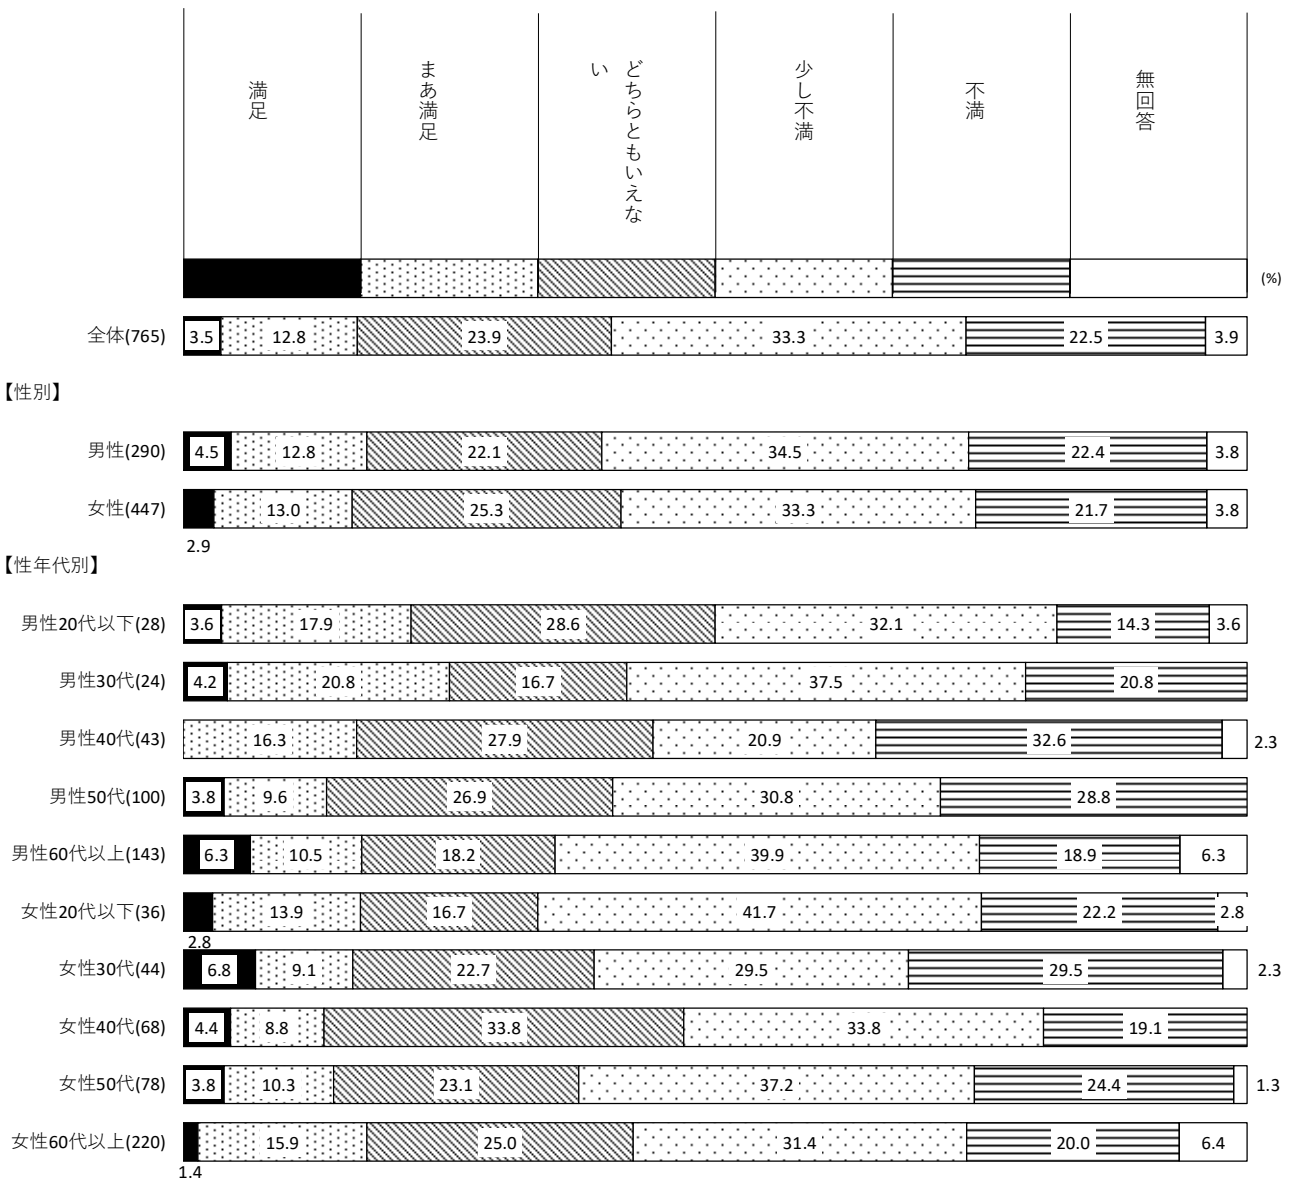 満足
まあ満足
どちらともいえな
い
少し不満
不満
無回答
(%)
全体(765) 3.5 12.8 23.9 33.3 22.5 3.9
【性別】
男性(290) 4.5 12.8 22.1 34.5 22.4 3.8
女性(447) 13.0 25.3 33.3 21.7 3.8
2.9
【性年代別】
男性20代以下(28) 3.6 17.9 28.6 32.1 14.3 3.6
男性30代(24) 4.2 20.8 16.7 37.5 20.8
男性40代(43) 16.3 27.9 20.9 32.6 2.3
男性50代(100) 3.8 9.6 26.9 30.8 28.8
男性60代以上(143) 6.3 10.5 18.2 39.9 18.9 6.3
女性20代以下(36) 13.9 16.7 41.7 22.2 2.8
2.8
女性30代(44) 6.8 9.1 22.7 29.5 29.5 2.3
女性40代(68) 4.4 8.8 33.8 33.8 19.1
女性50代(78) 3.8 10.3 23.1 37.2 24.4 1.3
女性60代以上(220) 15.9 25.0 31.4 20.0 6.4
1.4